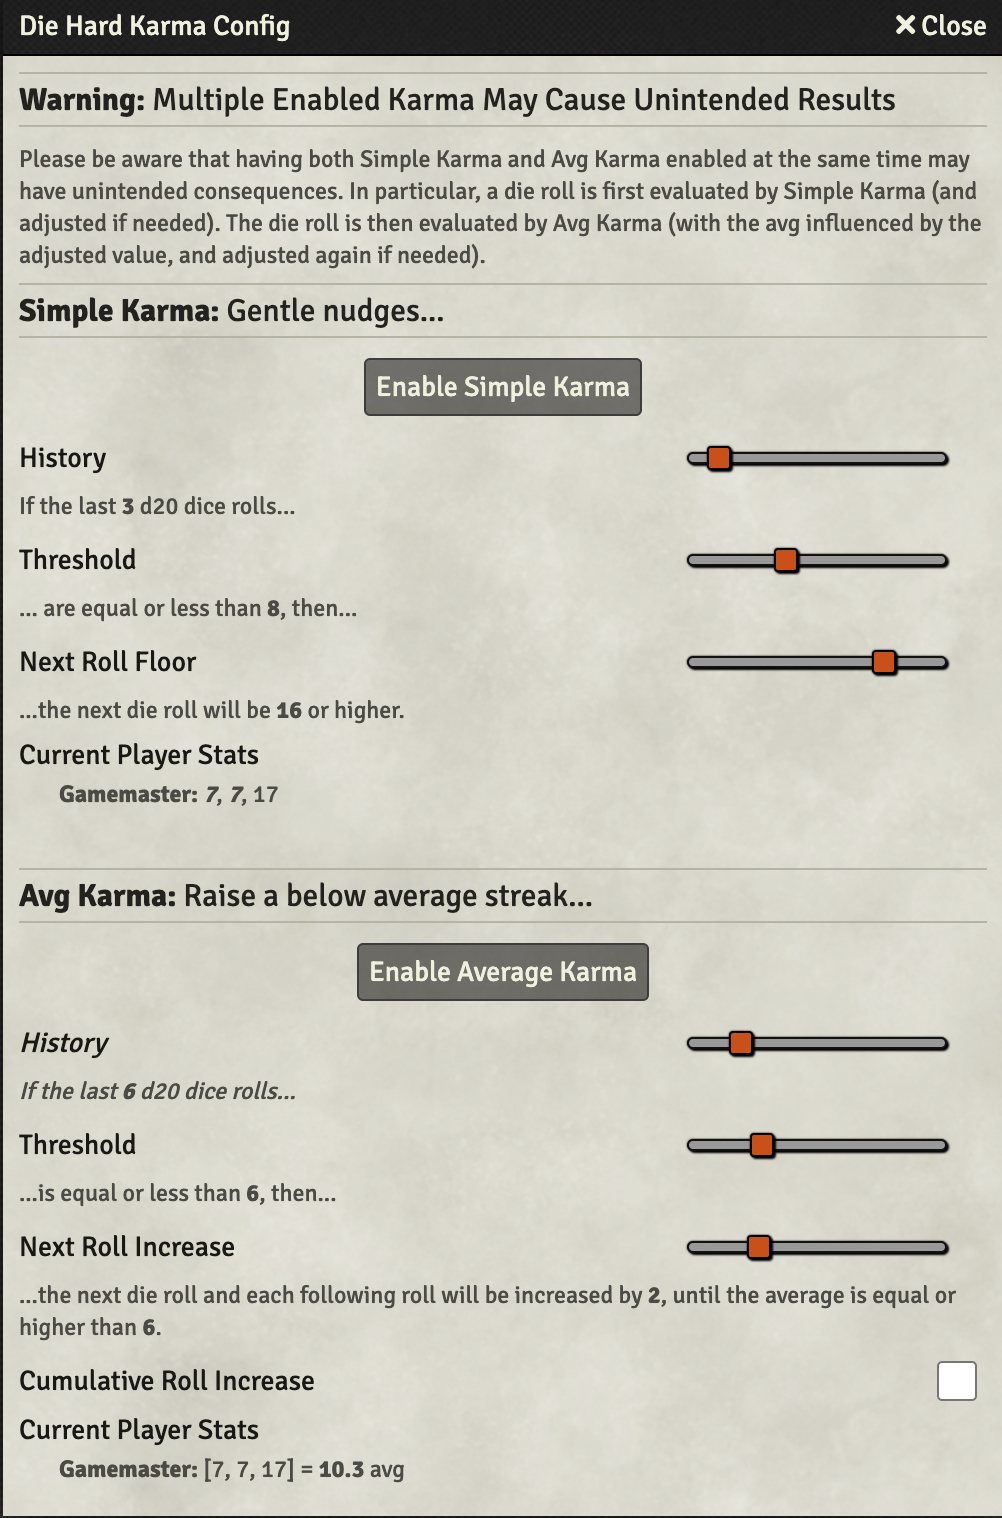 Die Hard Karma Config
✖ Close
Warning: Multiple Enabled Karma May Cause Unintended Results
Please be aware that having both Simple Karma and Avg Karma enabled at the same time may
have unintended consequences. In particular, a die roll is first evaluated by Simple Karma (and
adjusted if needed). The die roll is then evaluated by Avg Karma (with the avg influenced by the
adjusted value, and adjusted again if needed).
Simple Karma: Gentle nudges...
Enable Simple Karma
History
If the last 3 d20 dice rolls...
Threshold
... are equal or less than 8, then...
Next Roll Floor
...the next die roll will be 16 or higher.
Current Player Stats
Gamemaster: 7, 7, 17
Avg Karma: Raise a below average streak...
Enable Average Karma
History
If the last 6 d20 dice rolls...
Threshold
...is equal or less than 6, then...
Next Roll Increase
...the next die roll and each following roll will be increased by 2, until the average is equal or
higher than 6.
Cumulative Roll Increase
Current Player Stats
Gamemaster: [7, 7, 17] = 10.3 avg